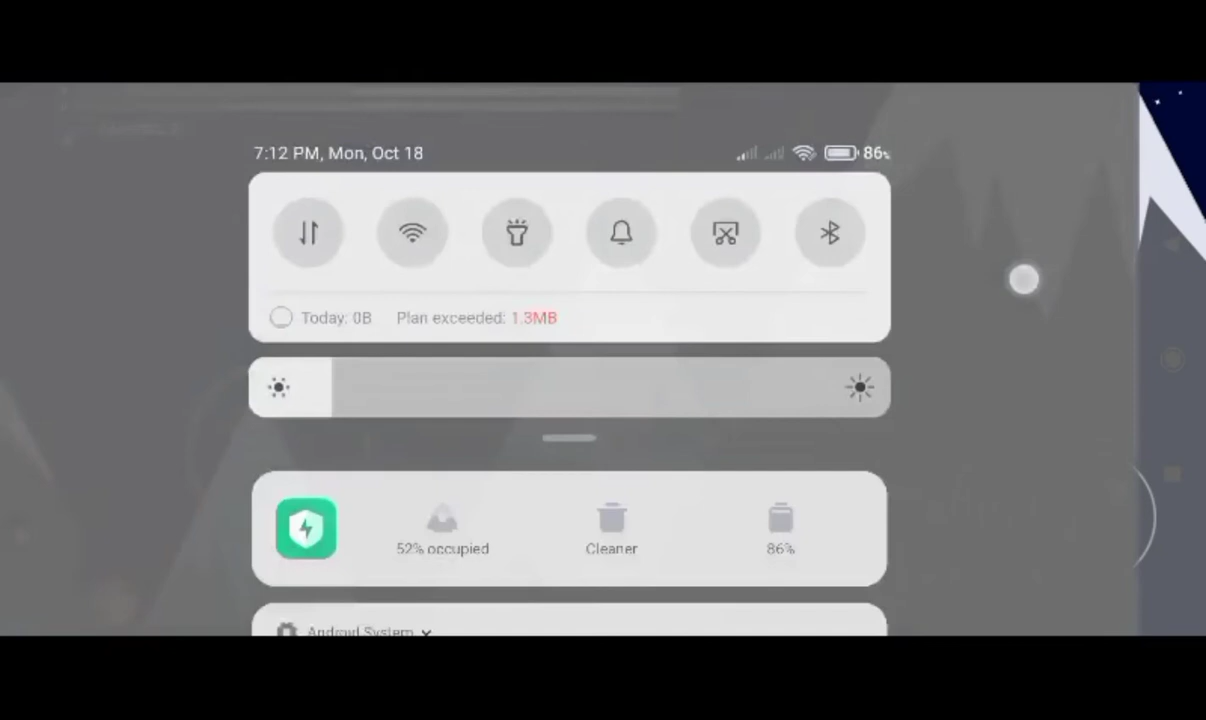 7:12 PM, Mon, Oct 18 86%
Today: 0B Plan exceeded: 1.3MB
52% occupied Cleaner 86%
Android System